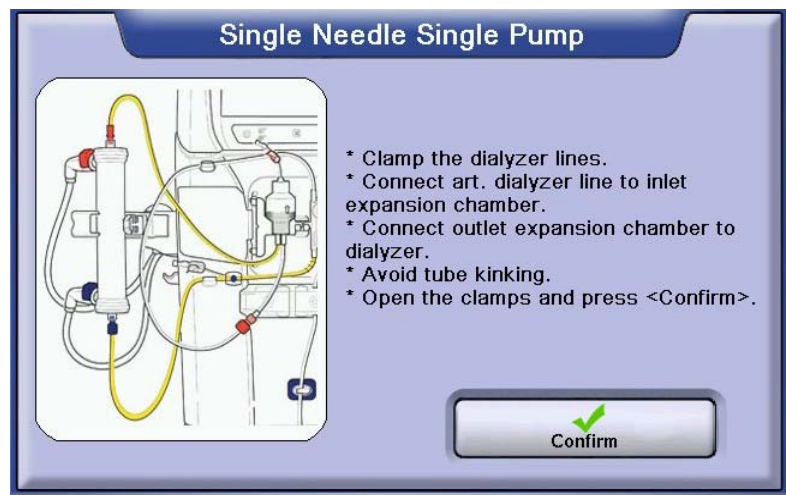 Single Needle Single Pump
* Clamp the dialyzer lines.
* Connect art. dialyzer line to inlet
expansion chamber.
* Connect outlet expansion chamber to
dialyzer.
* Avoid tube kinking.
* Open the clamps and press <Confirm>.
Confirm